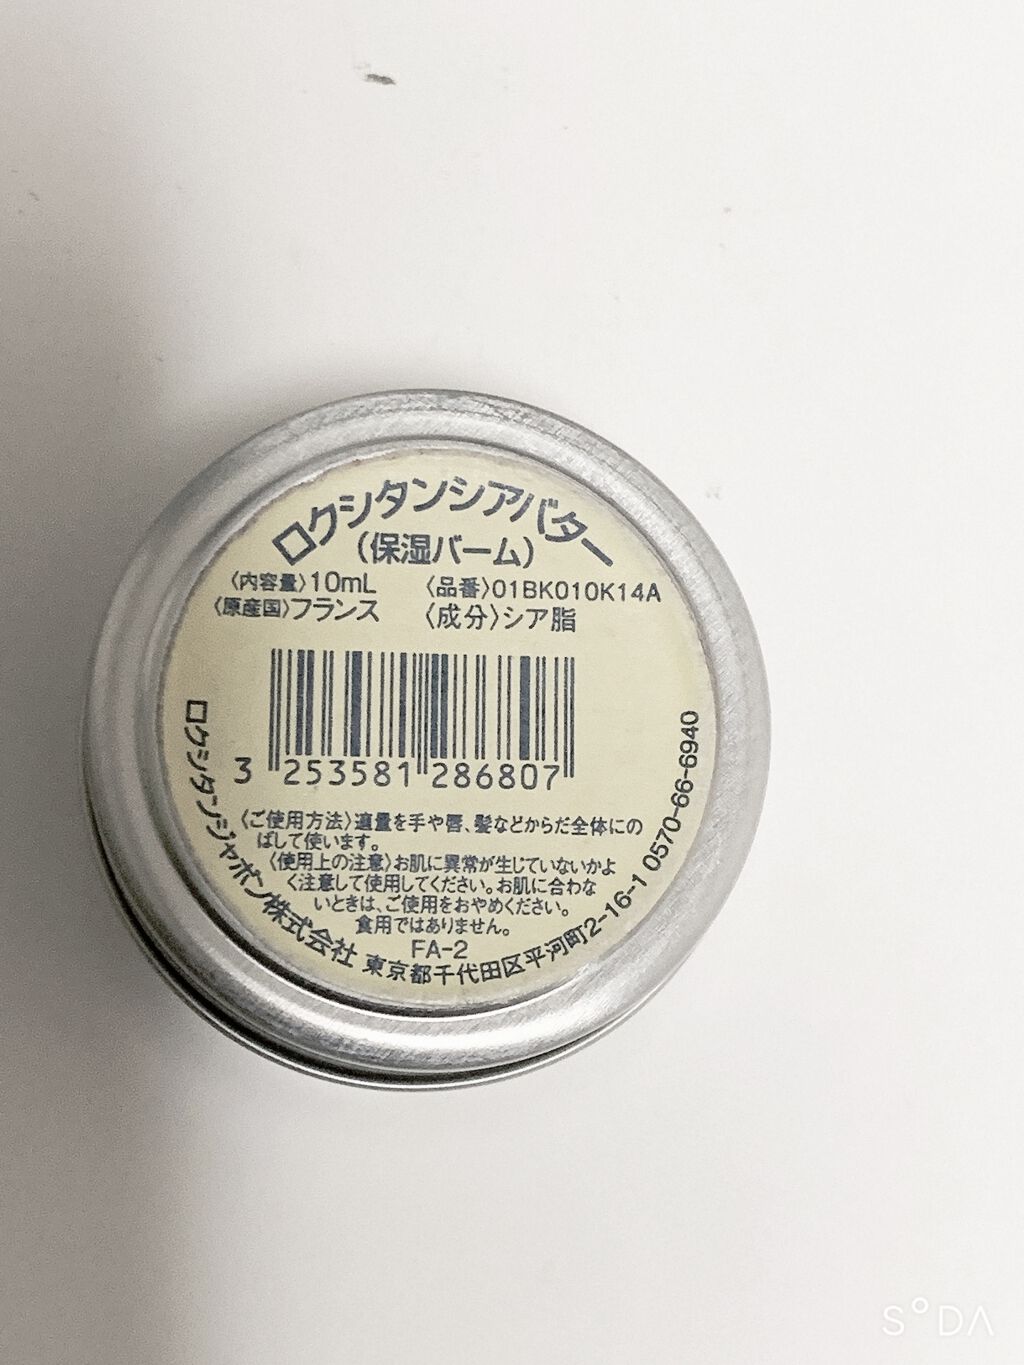 ロクシタンシアバター
(保湿バーム)
〈内容量〉10mL 〈品番〉01BK010K14A
〈原産国〉フランス 〈成分〉シア脂
3 253581 286807
〈ご使用方法〉適量を手や唇、髪などからだ全体にの
ばして使います。
〈使用上の注意〉お肌に異常が生じていないかよ
く注意して使用してください。お肌に合わな
いときは、ご使用をおやめください。
食用ではありません。
FA-2
ロクシタンジャポン株式会社 東京都千代田区平河町2-16-1 0570-66-6940
SODA